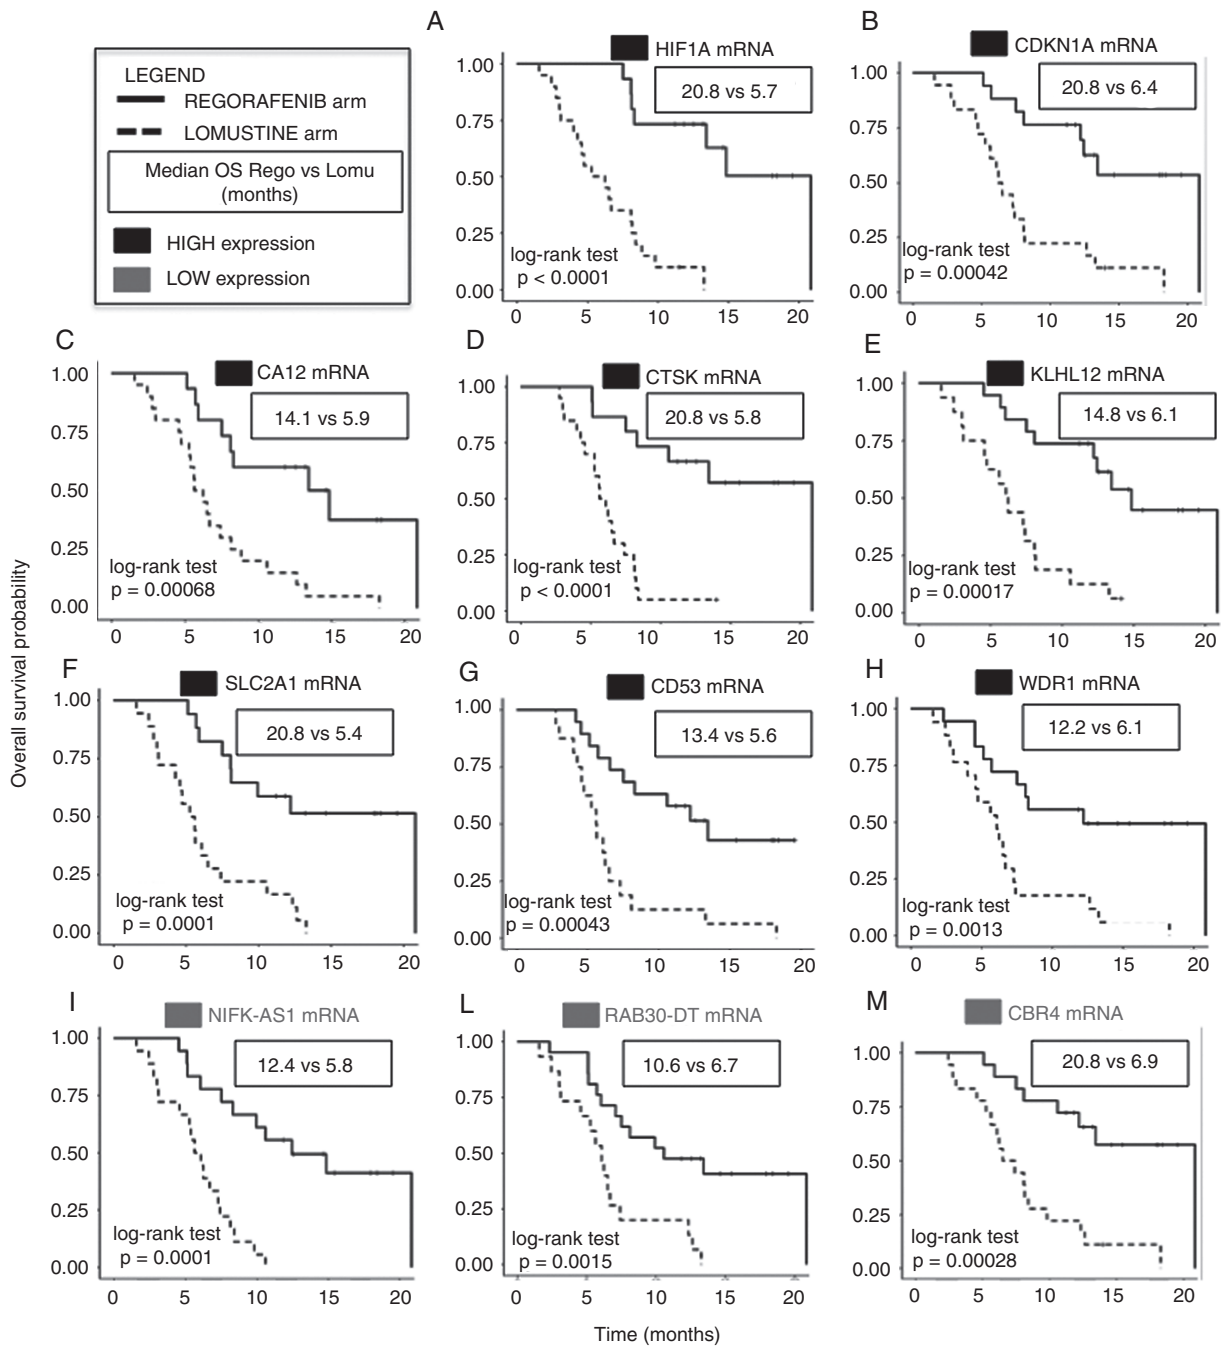 LEGEND
REGORAFENIB arm
LOMUSTINE arm
Median OS Rego vs Lomu
(months)
HIGH expression
LOW expression
Overall survival probability
A
HIF1A mRNA
20.8 vs 5.7
1.00
0.75
0.50
0.25
0.00
log-rank test
p < 0.0001
0 5 10 15 20
B
CDKN1A mRNA
20.8 vs 6.4
1.00
0.75
0.50
0.25
0.00
log-rank test
p = 0.00042
0 5 10 15 20
C
CA12 mRNA
14.1 vs 5.9
1.00
0.75
0.50
0.25
0.00
log-rank test
p = 0.00068
0 5 10 15 20
D
CTSK mRNA
20.8 vs 5.8
1.00
0.75
0.50
0.25
0.00
log-rank test
p < 0.0001
0 5 10 15 20
E
KLHL12 mRNA
14.8 vs 6.1
1.00
0.75
0.50
0.25
0.00
log-rank test
p = 0.00017
0 5 10 15 20
F
SLC2A1 mRNA
20.8 vs 5.4
1.00
0.75
0.50
0.25
0.00
log-rank test
p = 0.0001
0 5 10 15 20
G
CD53 mRNA
13.4 vs 5.6
1.00
0.75
0.50
0.25
0.00
log-rank test
p = 0.00043
0 5 10 15 20
H
WDR1 mRNA
12.2 vs 6.1
1.00
0.75
0.50
0.25
0.00
log-rank test
p = 0.0013
0 5 10 15 20
I
NIFK-AS1 mRNA
12.4 vs 5.8
1.00
0.75
0.50
0.25
0.00
log-rank test
p = 0.0001
0 5 10 15 20
L
RAB30-DT mRNA
10.6 vs 6.7
1.00
0.75
0.50
0.25
0.00
log-rank test
p = 0.0015
0 5 10 15 20
M
CBR4 mRNA
20.8 vs 6.9
1.00
0.75
0.50
0.25
0.00
log-rank test
p = 0.00028
0 5 10 15 20
Time (months)